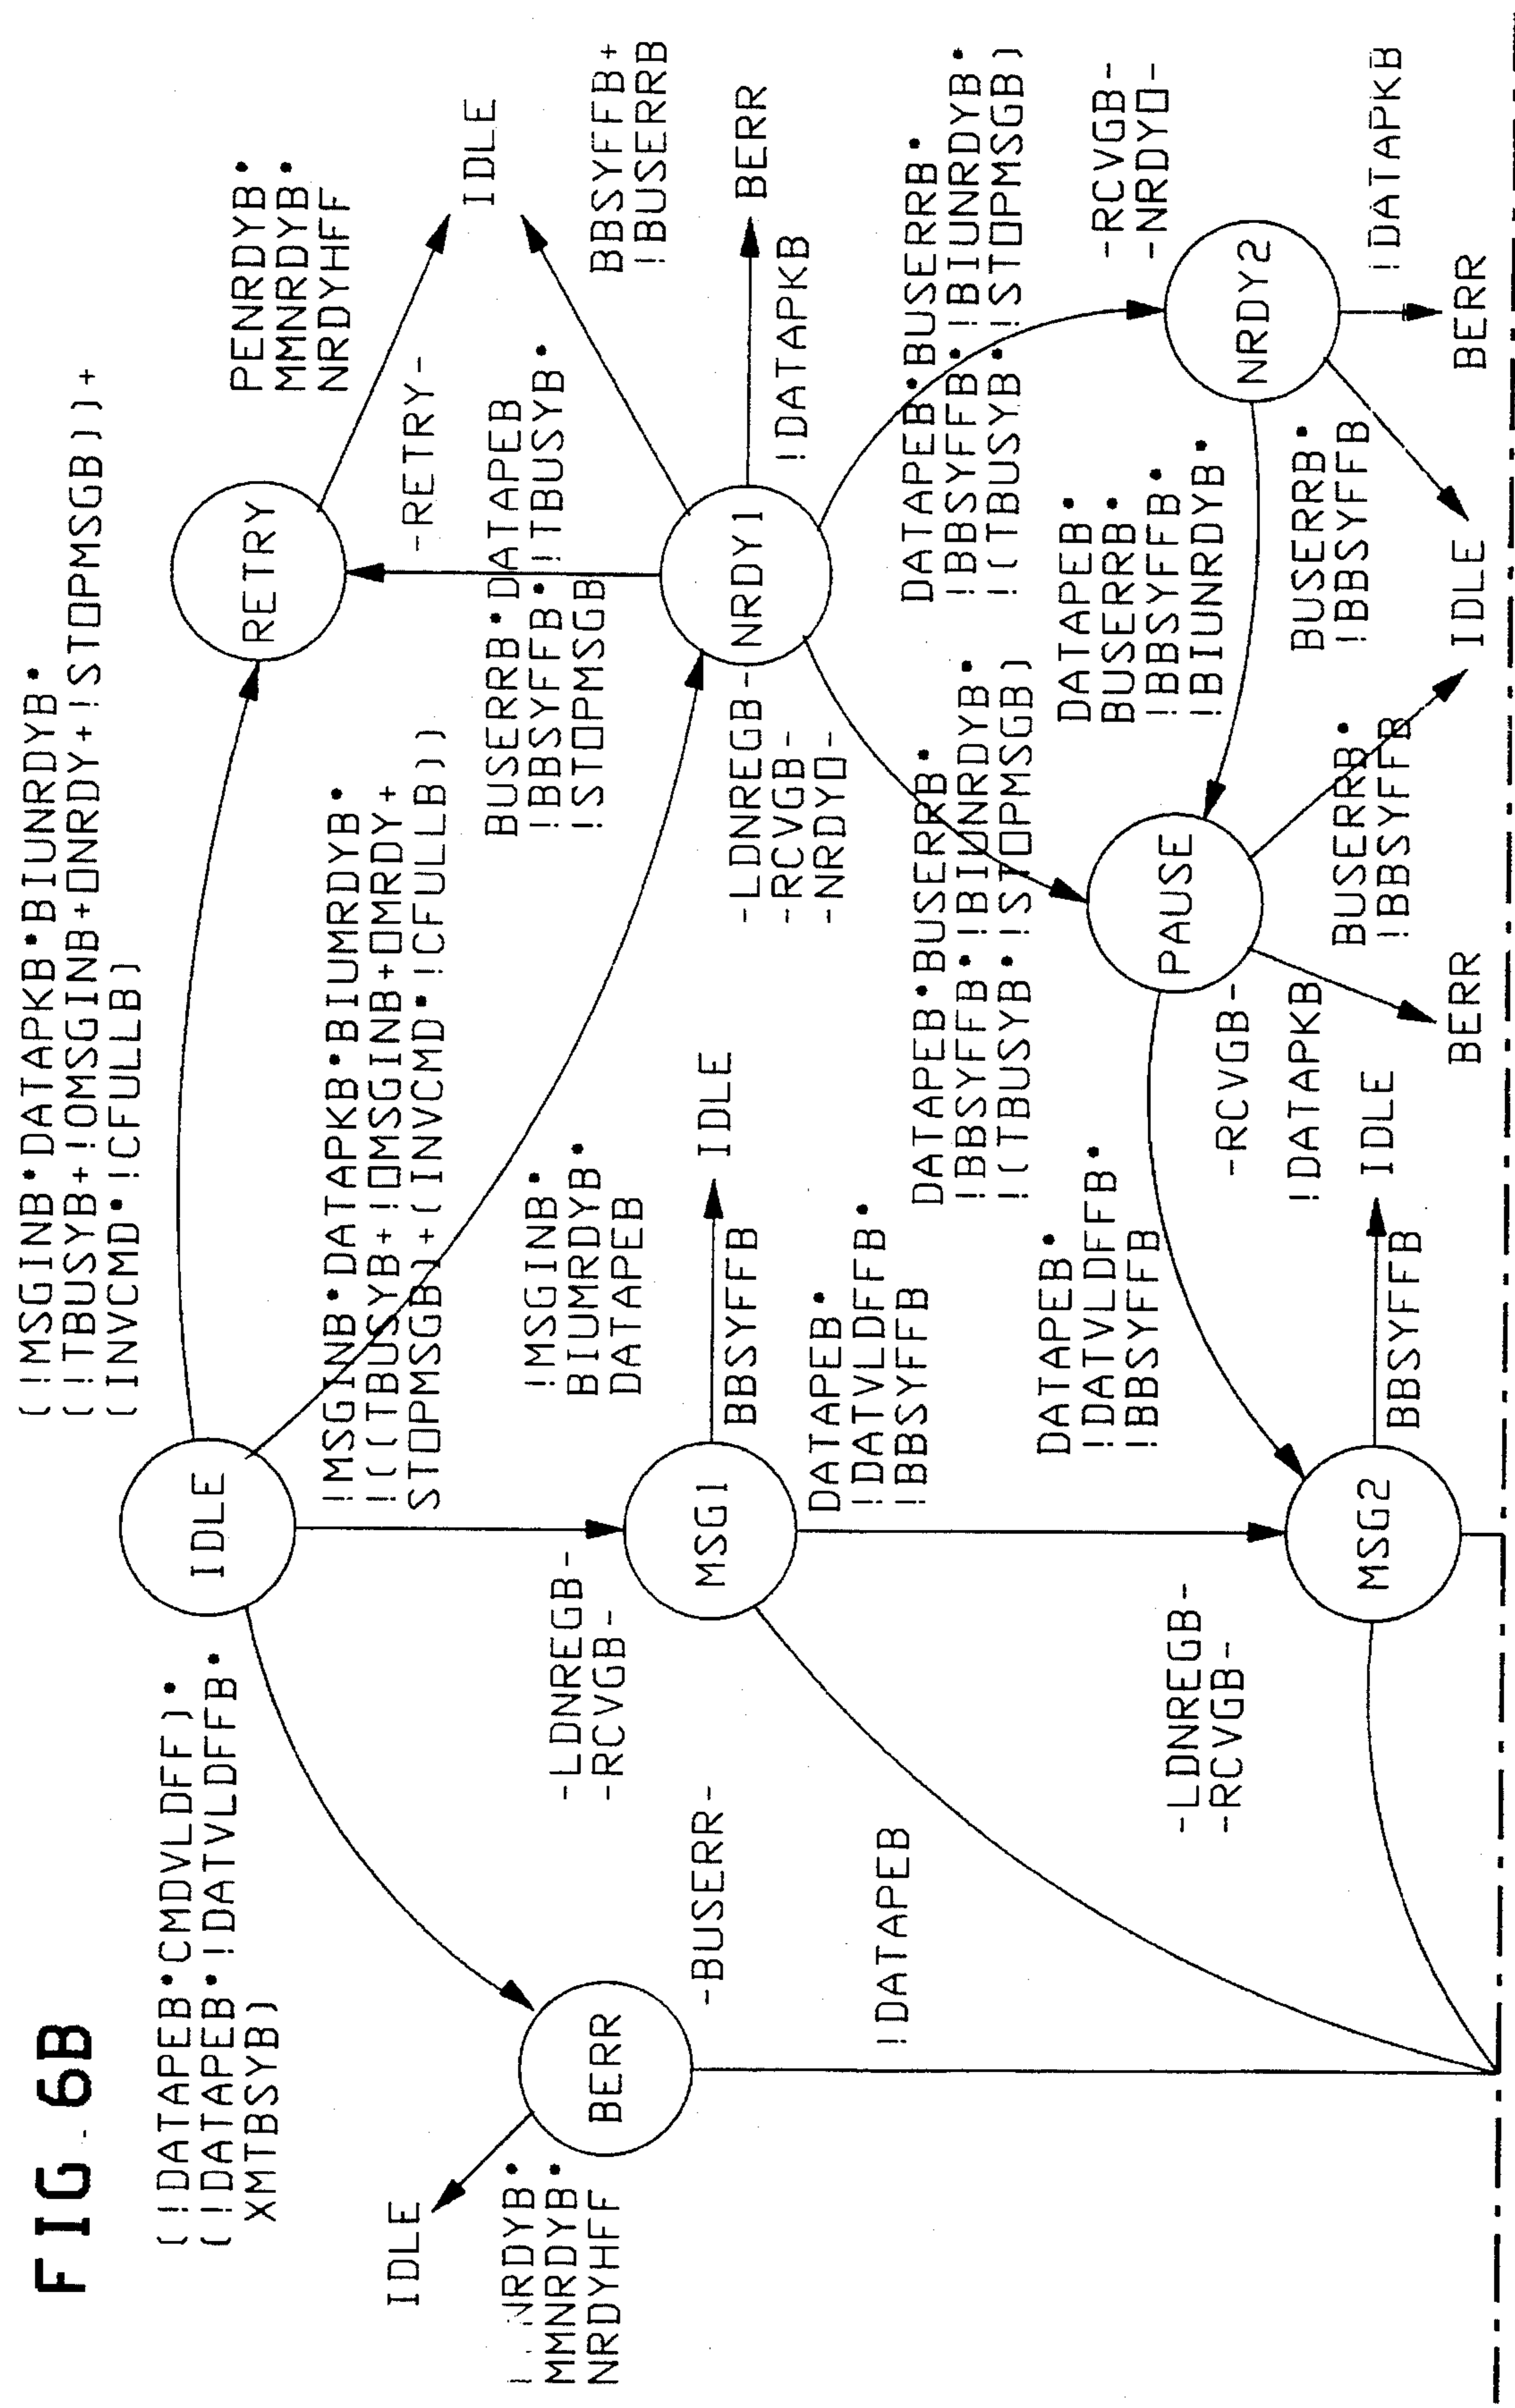 FIG. 6B
(!DATAPEB•CMDVLDFF)•
(!DATAPEB•!DATVLDFFB•
XMTBSYB)
(!MSGINB•DATAPKB•BIUNRDYB•
(!TBUSYB+!OMSGINB+ONRDY+!STOPMSGB))+
(INVCMD•!CFULLB)
IDLE
RETRY
PENRDYB•
MMNRDYB•
NRDYHFF
IDLE
-RETRY-
!MSGINB•DATAPKB•BIUMRDYB•
!((TBUSYB+!OMSGINB+OMRDY+
STOPMSGB)+(INVCMD•!CFULLB))
BUSERRB•DATAPEB
!BBSYFFB•!TBUSYB•
!STOPMSGB
BBSYFFB+
!BUSERRB
IDLE
NRDYB•
MMNRDYB•
NRDYHFF
BERR
-LDNREGB-
-RCVGB-
!MSGINB•
BIUMRDYB•
DATAPEB
MSG1
IDLE
BBSYFFB
-LDNREGB-
-RCVGB-
-NRDYO-
NRDY1
BERR
!DATAPKB
-BUSERR-
!DATAPEB
DATAPEB•
!DATVLDFFB•
!BBSYFFB
DATAPEB•BUSERRB•
!BBSYFFB•!BIUNRDYB•
!(TBUSYB•!STOPMSGB)
DATAPEB•BUSERRB•
!BBSYFFB•!BIUNRDYB•
!(TBUSYB•!STOPMSGB)
DATAPEB•
!DATVLDFFB•
!BBSYFFB
DATAPEB•
BUSERRB•
!BBSYFFB•
!BIUNRDYB•
-RCVGB-
-NRDYO-
PAUSE
NRDY2
-LDNREGB-
-RCVGB-
-RCVGB-
!DATAPKB
BUSERRB•
!BBSYFFB
BUSERRB•
!BBSYFFB
!DATAPKB
MSG2
IDLE
BBSYFFB
BERR
IDLE
BERR